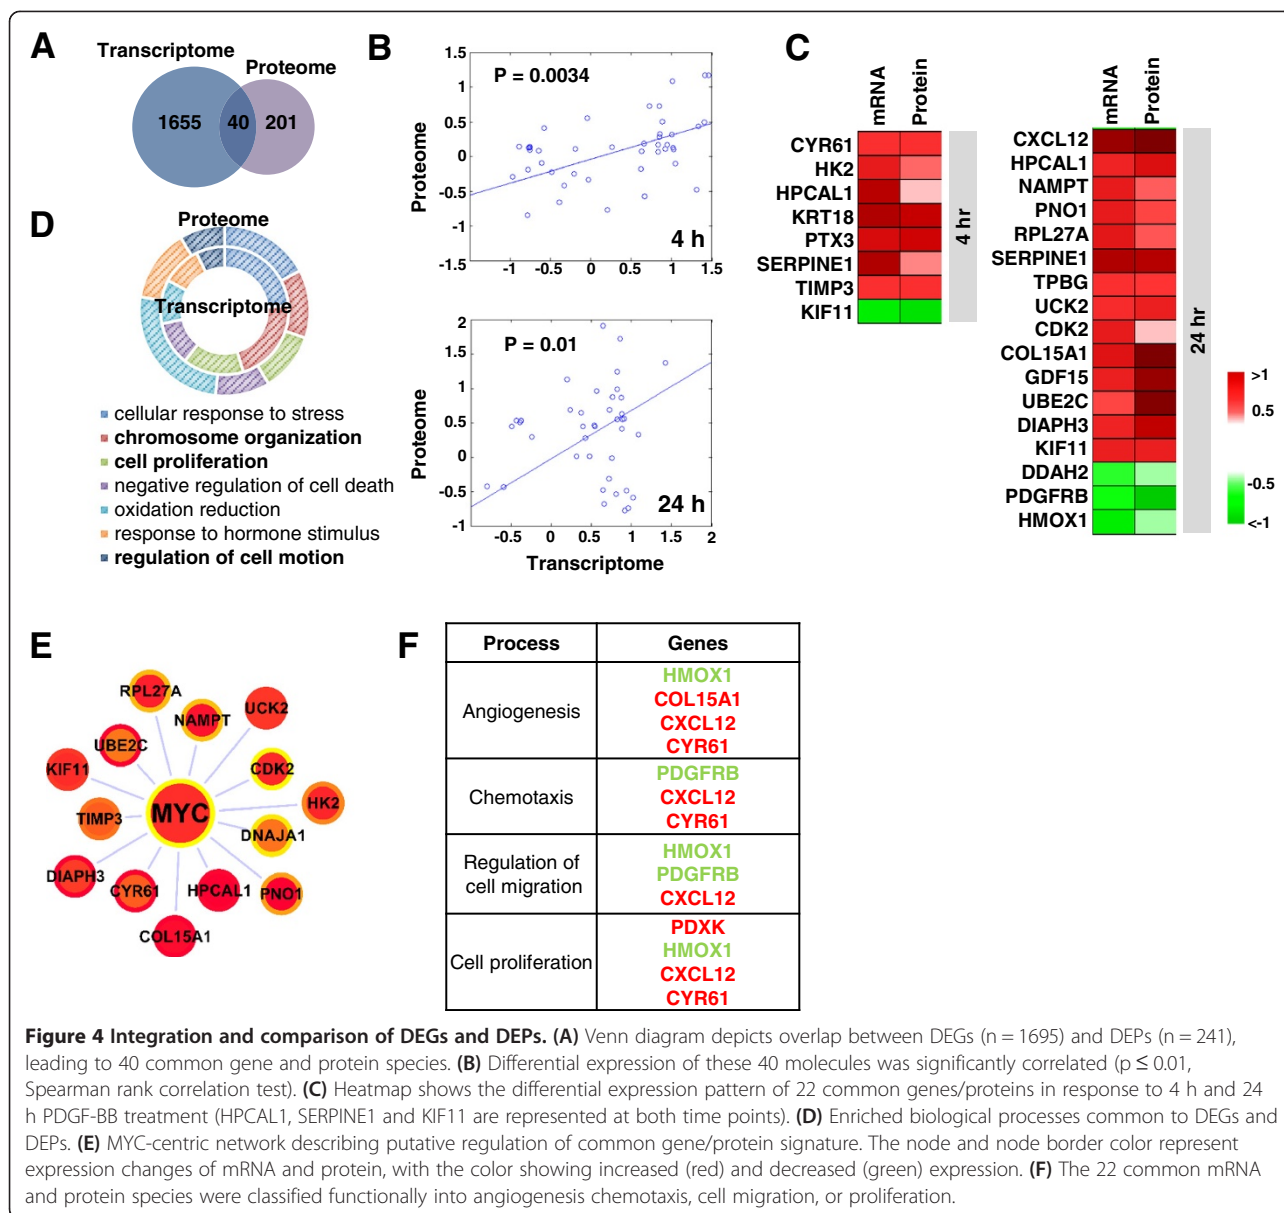 A
Transcriptome
Proteome
1655
40
201
B
P = 0.0034
4 h
Proteome
1.5
1
0.5
0
-0.5
-1
-1.5
-1
-0.5
0
0.5
1
1.5
P = 0.01
24 h
Proteome
2
1.5
1
0.5
0
-0.5
-1
-0.5
0
0.5
1
1.5
2
Transcriptome
C
mRNA
Protein
CYR61
HK2
HPCAL1
KRT18
PTX3
SERPINE1
TIMP3
KIF11
4 hr
mRNA
Protein
CXCL12
HPCAL1
NAMPT
PNO1
RPL27A
SERPINE1
TPBG
UCK2
CDK2
COL15A1
GDF15
UBE2C
DIAPH3
KIF11
DDAH2
PDGFRB
HMOX1
24 hr
>1
0.5
-0.5
<-1
D
Proteome
Transcriptome
cellular response to stress
chromosome organization
cell proliferation
negative regulation of cell death
oxidation reduction
response to hormone stimulus
regulation of cell motion
E
RPL27A
NAMPT
UCK2
UBE2C
KIF11
CDK2
MYC
HK2
TIMP3
DNAJA1
DIAPH3
CYR61
HPCAL1
PNO1
COL15A1
F
Process
Genes
Angiogenesis
HMOX1
COL15A1
CXCL12
CYR61
Chemotaxis
PDGFRB
CXCL12
CYR61
Regulation of
cell migration
HMOX1
PDGFRB
CXCL12
Cell proliferation
PDXK
HMOX1
CXCL12
CYR61
Figure 4 Integration and comparison of DEGs and DEPs. (A) Venn diagram depicts overlap between DEGs (n = 1695) and DEPs (n = 241),
leading to 40 common gene and protein species. (B) Differential expression of these 40 molecules was significantly correlated (p ≤ 0.01,
Spearman rank correlation test). (C) Heatmap shows the differential expression pattern of 22 common genes/proteins in response to 4 h and 24
h PDGF-BB treatment (HPCAL1, SERPINE1 and KIF11 are represented at both time points). (D) Enriched biological processes common to DEGs and
DEPs. (E) MYC-centric network describing putative regulation of common gene/protein signature. The node and node border color represent
expression changes of mRNA and protein, with the color showing increased (red) and decreased (green) expression. (F) The 22 common mRNA
and protein species were classified functionally into angiogenesis chemotaxis, cell migration, or proliferation.